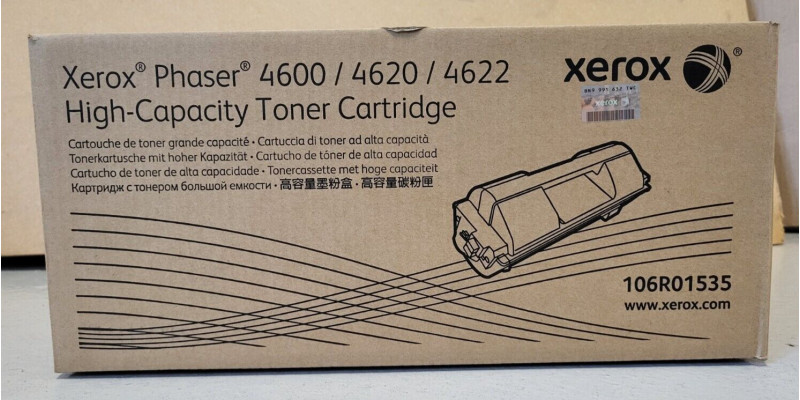 Xerox® Phaser® 4600 / 4620 / 4622
High-Capacity Toner Cartridge
xerox ®
Cartouche de toner grande capacité • Cartuccia di toner ad alta capacità
Tonerkartusche mit hoher Kapazität • Cartucho de tóner de alta capacidad
Cartucho de toner de alta capacidade • Tonercassette met hoge capaciteit
Картридж с тонером большой емкости • 高容量墨粉盒 • 高容量碳粉匣
106R01535
www.xerox.com